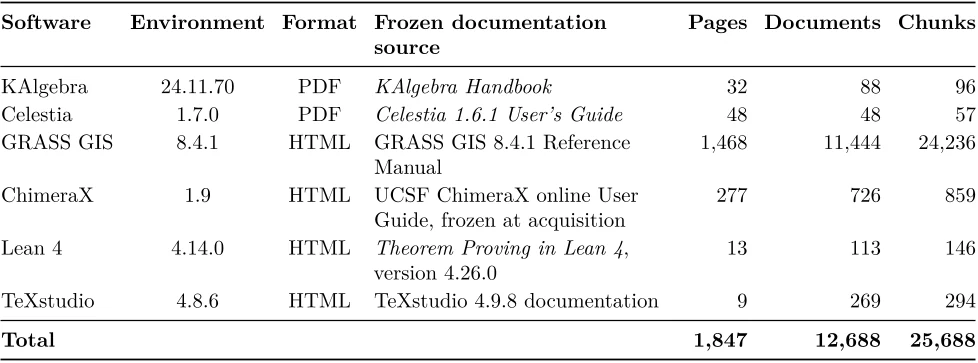 Software Environment Format Frozen documentation source Pages Documents Chunks
KAlgebra 24.11.70 PDF KAlgebra Handbook 32 88 96
Celestia 1.7.0 PDF Celestia 1.6.1 User's Guide 48 48 57
GRASS GIS 8.4.1 HTML GRASS GIS 8.4.1 Reference 1,468 11,444 24,236
Manual
ChimeraX 1.9 HTML UCSF ChimeraX online User 277 726 859
Guide, frozen at acquisition
Lean 4 4.14.0 HTML Theorem Proving in Lean 4, 13 113 146
version 4.26.0
TeXstudio 4.8.6 HTML TeXstudio 4.9.8 documentation 9 269 294
Total 1,847 12,688 25,688